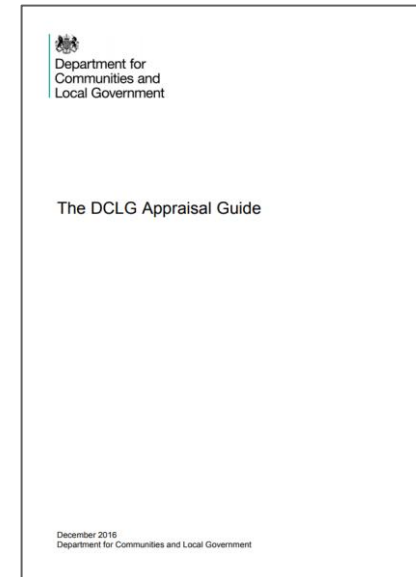 Department for
Communities and
Local Government
The DCLG Appraisal Guide
December 2016
Department for Communities and Local Government